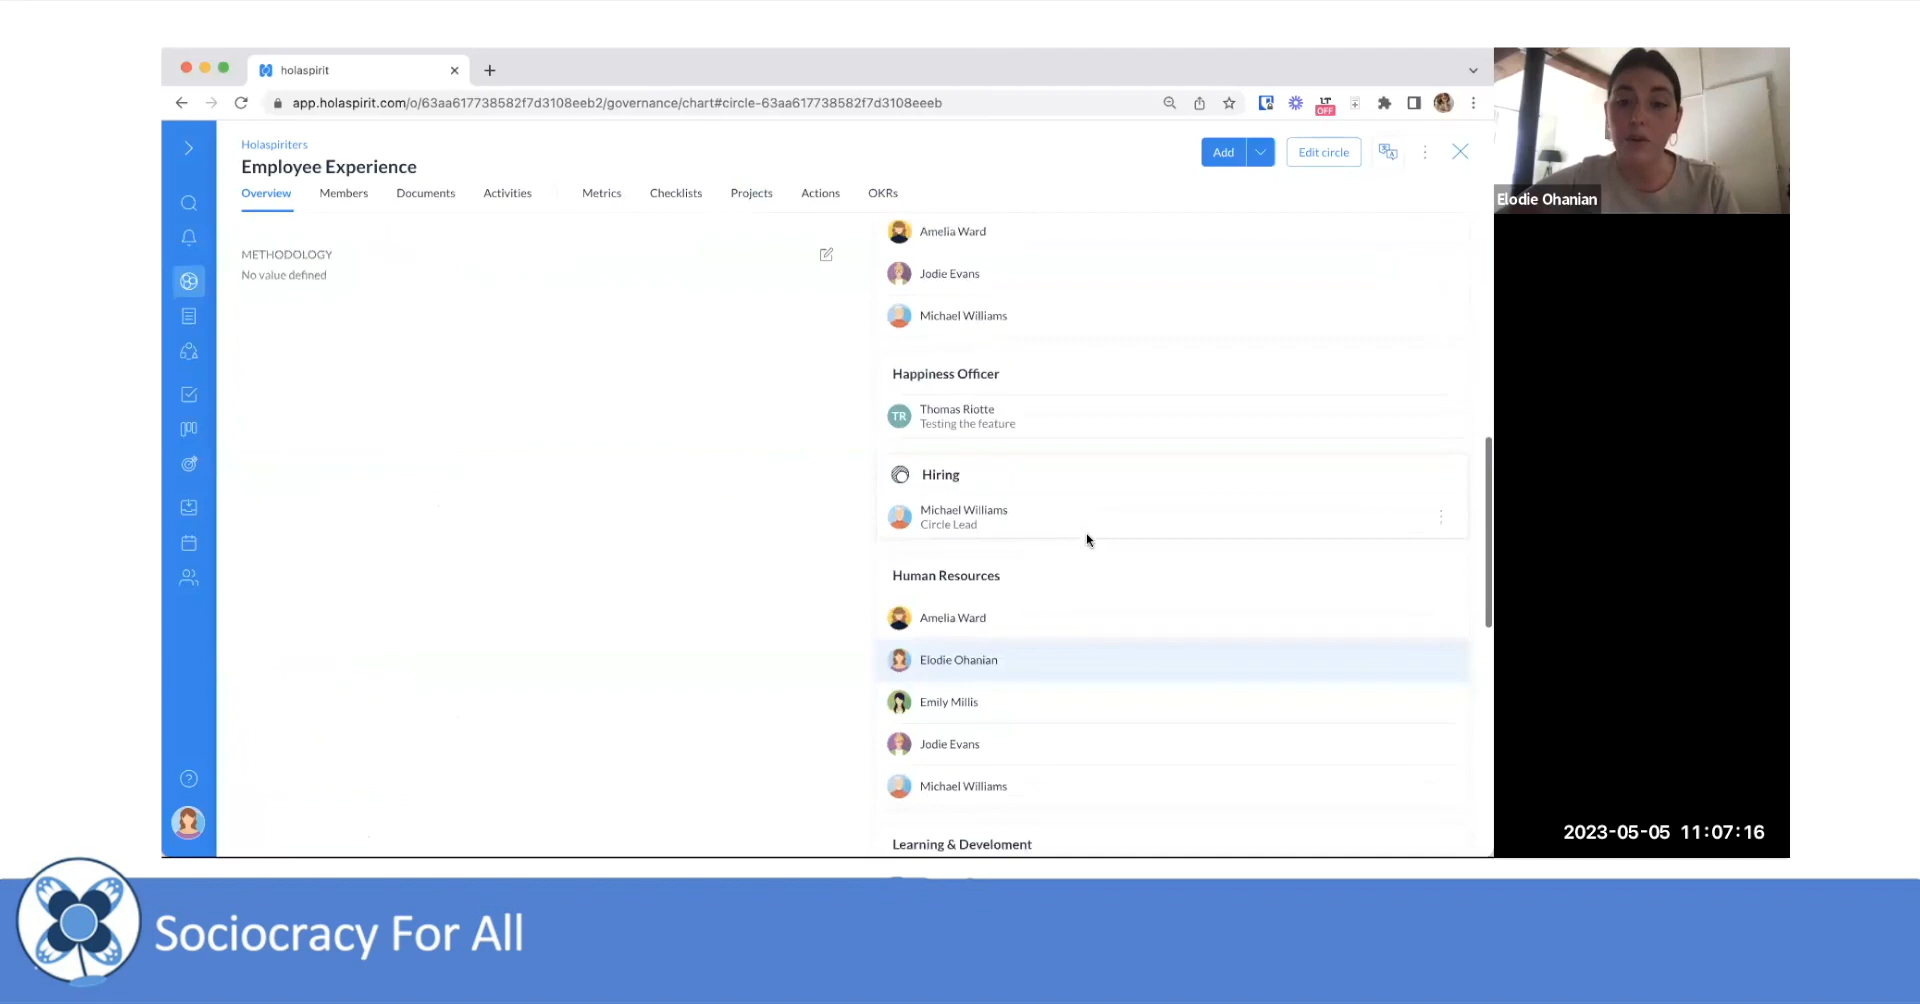 holaspirit
app.holaspirit.com/o/63aa617738582f7d3108eeb2/governance/chart#circle-63aa617738582f7d3108eeeb
LT
OFF
Holaspiriters
Employee Experience
Add
Edit circle
Overview
Members
Documents
Activities
Metrics
Checklists
Projects
Actions
OKRs
METHODOLOGY
No value defined
Amelia Ward
Jodie Evans
Michael Williams
Happiness Officer
TR
Thomas Riotte
Testing the feature
Hiring
Michael Williams
Circle Lead
Human Resources
Amelia Ward
Elodie Ohanian
Emily Millis
Jodie Evans
Michael Williams
Learning & Develoment
Elodie Ohanian
2023-05-05 11:07:16
Sociocracy For All